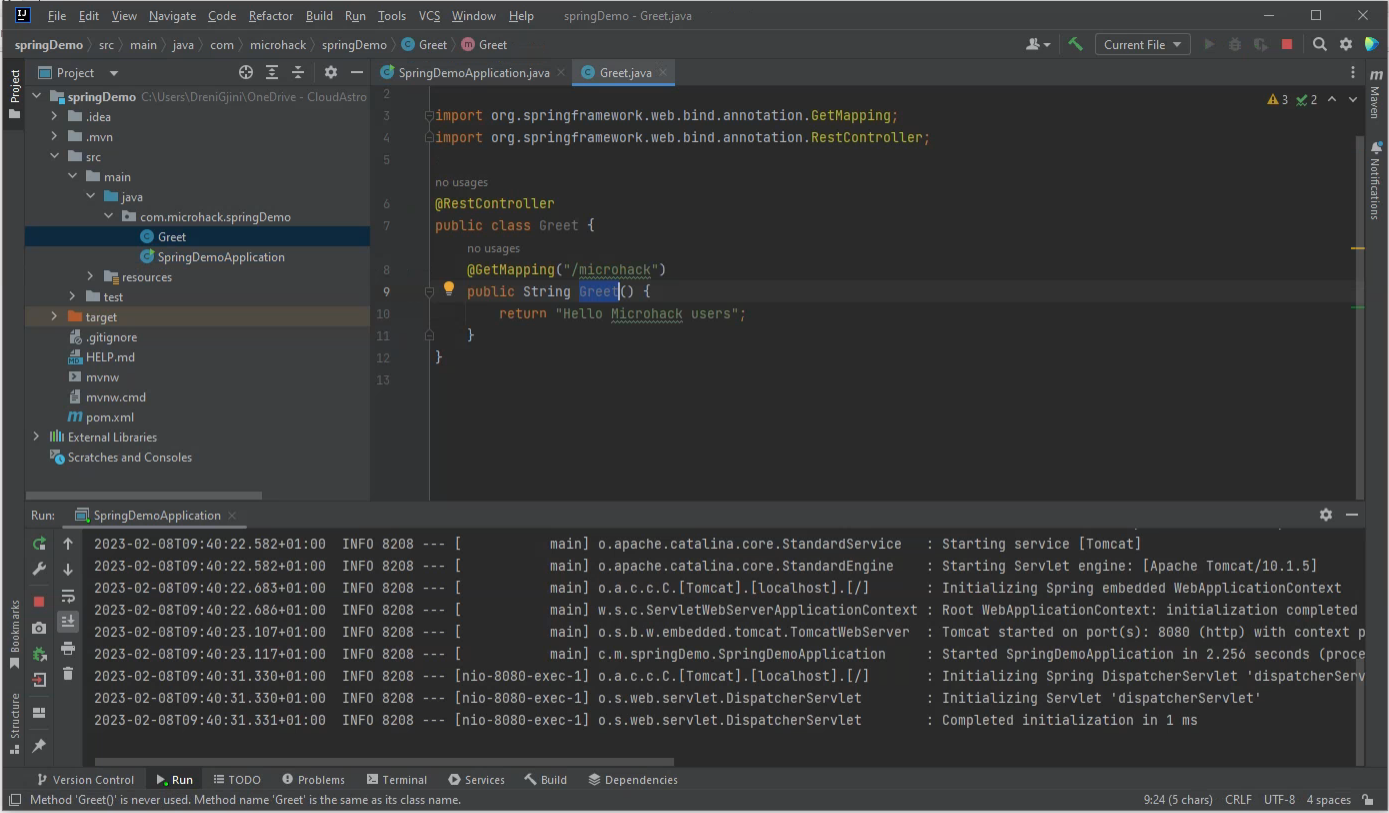 File Edit View Navigate Code Refactor Build Run Tools VCS Window Help springDemo - Greet.java
springDemo src main java com microhack springDemo Greet Greet
Current File
Project
SpringDemoApplication.java Greet.java
Project
springDemo C:\Users\DreniGjini\OneDrive - CloudAstro
.idea
.mvn
src
main
java
com.microhack.springDemo
Greet
SpringDemoApplication
resources
test
target
.gitignore
HELP.md
mvnw
mvnw.cmd
pom.xml
External Libraries
Scratches and Consoles
3 2
2
3 import org.springframework.web.bind.annotation.GetMapping;
4 import org.springframework.web.bind.annotation.RestController;
5
no usages
6 @RestController
7 public class Greet {
no usages
8 @GetMapping("/microhack")
9 public String Greet() {
10 return "Hello Microhack users";
11 }
12 }
13
Maven
Notifications
Run: SpringDemoApplication
2023-02-08T09:40:22.582+01:00 INFO 8208 --- [ main] o.apache.catalina.core.StandardService : Starting service [Tomcat]
2023-02-08T09:40:22.582+01:00 INFO 8208 --- [ main] o.apache.catalina.core.StandardEngine : Starting Servlet engine: [Apache Tomcat/10.1.5]
2023-02-08T09:40:22.683+01:00 INFO 8208 --- [ main] o.a.c.c.C.[Tomcat].[localhost].[/] : Initializing Spring embedded WebApplicationContext
2023-02-08T09:40:22.686+01:00 INFO 8208 --- [ main] w.s.c.ServletWebServerApplicationContext : Root WebApplicationContext: initialization completed
2023-02-08T09:40:23.107+01:00 INFO 8208 --- [ main] o.s.b.w.embedded.tomcat.TomcatWebServer : Tomcat started on port(s): 8080 (http) with context p
2023-02-08T09:40:23.117+01:00 INFO 8208 --- [ main] c.m.springDemo.SpringDemoApplication : Started SpringDemoApplication in 2.256 seconds (proce
2023-02-08T09:40:31.330+01:00 INFO 8208 --- [nio-8080-exec-1] o.a.c.c.C.[Tomcat].[localhost].[/] : Initializing Spring DispatcherServlet 'dispatcherServ
2023-02-08T09:40:31.330+01:00 INFO 8208 --- [nio-8080-exec-1] o.s.web.servlet.DispatcherServlet : Initializing Servlet 'dispatcherServlet'
2023-02-08T09:40:31.331+01:00 INFO 8208 --- [nio-8080-exec-1] o.s.web.servlet.DispatcherServlet : Completed initialization in 1 ms
Bookmarks
Structure
Version Control Run TODO Problems Terminal Services Build Dependencies
Method 'Greet()' is never used. Method name 'Greet' is the same as its class name. 9:24 (5 chars) CRLF UTF-8 4 spaces